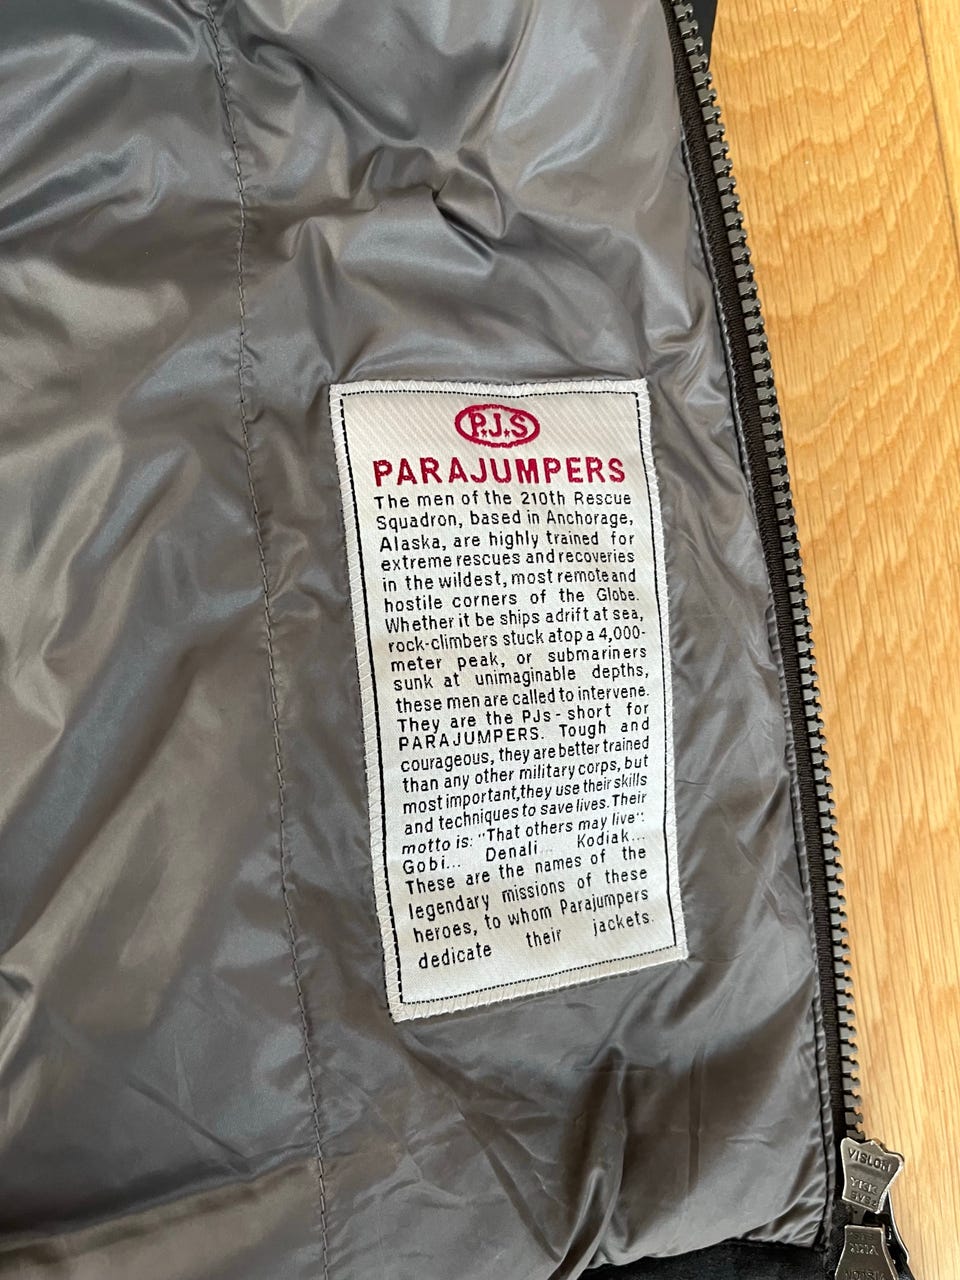 P.J.S
PARAJUMPERS
The men of the 210th Rescue
Squadron, based in Anchorage,
Alaska, are highly trained for
extreme rescues and recoveries
in the wildest, most remote and
hostile corners of the Globe.
Whether it be ships adrift at sea,
rock-climbers stuck atop a 4,000-
meter peak, or submariners
sunk at unimaginable depths,
these men are called to intervene.
They are the PJs - short for
PARAJUMPERS. Tough and
courageous, they are better trained
than any other military corps, but
most important, they use their skills
and techniques to save lives. Their
motto is: "That others may live".
Gobi... Denali... Kodiak...
These are the names of the
legendary missions of these
heroes, to whom Parajumpers
dedicate their jackets.
VISLON
YKK
YKK